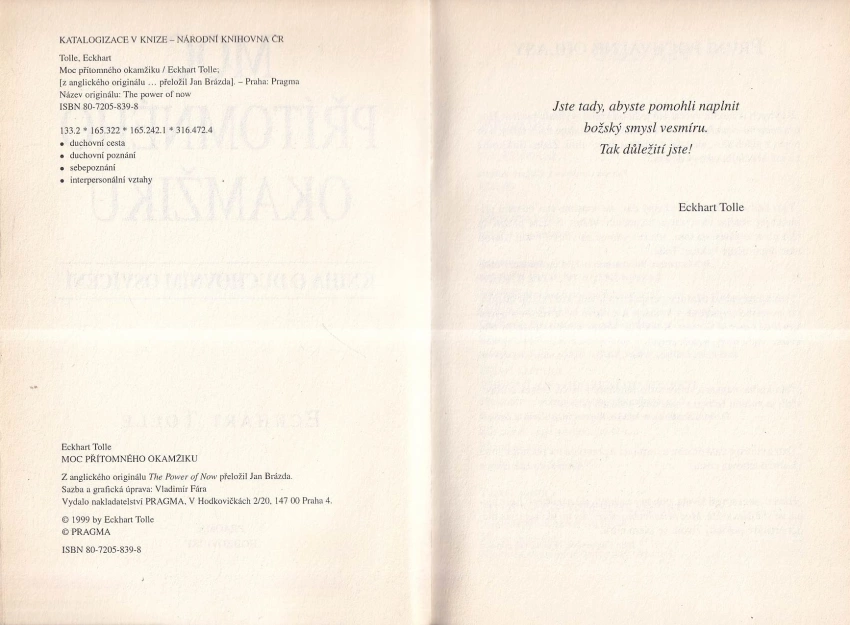 KATALOGIZACE V KNIZE – NÁRODNÍ KNIHOVNA ČR
Tolle, Eckhart
Moc přítomného okamžiku / Eckhart Tolle;
[z anglického originálu ... přeložil Jan Brázda]. – Praha: Pragma
Název originálu: The power of now
ISBN 80-7205-839-8
133.2 * 165.322 * 165.242.1 * 316.472.4
• duchovní cesta
• duchovní poznání
• sebepoznání
• interpersonální vztahy
Eckhart Tolle
MOC PŘÍTOMNÉHO OKAMŽIKU
Z anglického originálu The Power of Now přeložil Jan Brázda.
Sazba a grafická úprava: Vladimír Fára
Vydalo nakladatelství PRAGMA, V Hodkovičkách 2/20, 147 00 Praha 4.
© 1999 by Eckhart Tolle
© PRAGMA
ISBN 80-7205-839-8
Jste tady, abyste pomohli naplnit
božský smysl vesmíru.
Tak důležití jste!
Eckhart Tolle